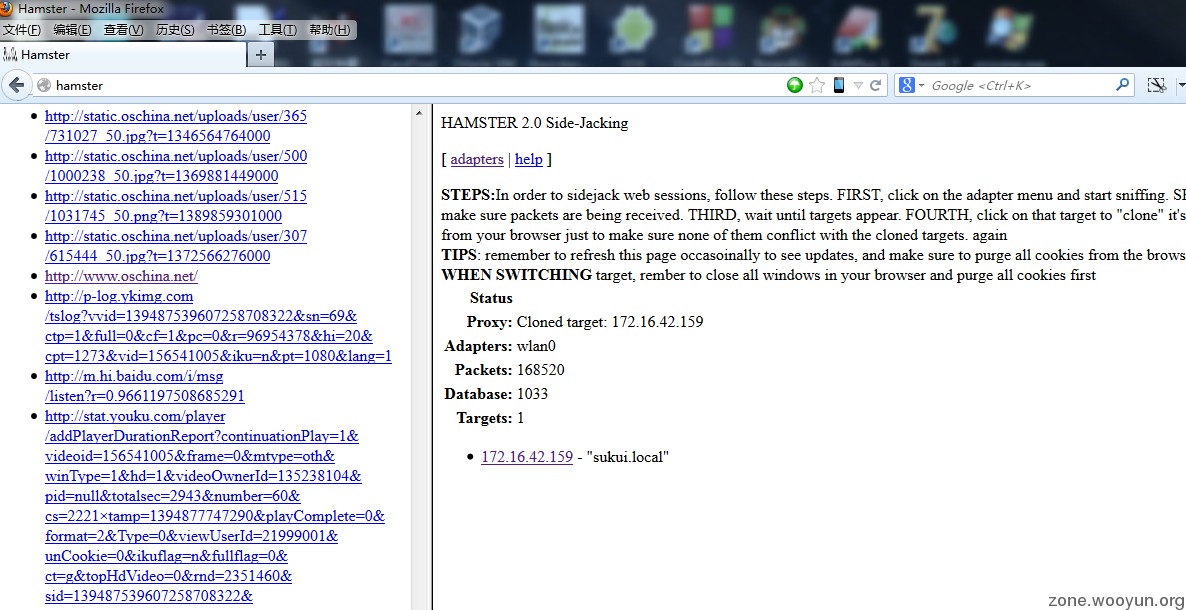 Hamster - Mozilla Firefox
文件(F) 编辑(E) 查看(V) 历史(S) 书签(B) 工具(T) 帮助(H)
Hamster
hamster
Google <Ctrl+K>
http://static.oschina.net/uploads/user/365
/731027_50.jpg?t=1346564764000
http://static.oschina.net/uploads/user/500
/1000238_50.jpg?t=1369881449000
http://static.oschina.net/uploads/user/515
/1031745_50.png?t=1389859301000
http://static.oschina.net/uploads/user/307
/615444_50.jpg?t=1372566276000
http://www.oschina.net/
http://p-log.ykimg.com
/tslog?vvid=139487539607258708322&sn=69&
ctp=1&full=0&cf=1&pc=0&r=96954378&hi=20&
cpt=1273&vid=156541005&iku=n&pt=1080&lang=1
http://m.hi.baidu.com/i/msg
/listen?r=0.9661197508685291
http://stat.youku.com/player
/addPlayerDurationReport?continuationPlay=1&
videoid=156541005&frame=0&mtype=oth&
winType=1&hd=1&videoOwnerId=135238104&
pid=null&totalsec=2943&number=60&
cs=2221×tamp=1394877747290&playComplete=0&
format=2&Type=0&viewUserId=21999001&
unCookie=0&ikuflag=n&fullflag=0&
ct=g&topHdVideo=0&rnd=2351460&
sid=139487539607258708322&
HAMSTER 2.0 Side-Jacking
[ adapters | help ]
STEPS:In order to sidejack web sessions, follow these steps. FIRST, click on the adapter menu and start sniffing. SE
make sure packets are being received. THIRD, wait until targets appear. FOURTH, click on that target to "clone" it's
from your browser just to make sure none of them conflict with the cloned targets. again
TIPS: remember to refresh this page occasoinally to see updates, and make sure to purge all cookies from the brows
WHEN SWITCHING target, rember to close all windows in your browser and purge all cookies first
Status
Proxy: Cloned target: 172.16.42.159
Adapters: wlan0
Packets: 168520
Database: 1033
Targets: 1
172.16.42.159 - "sukui.local"
zone.wooyun.org